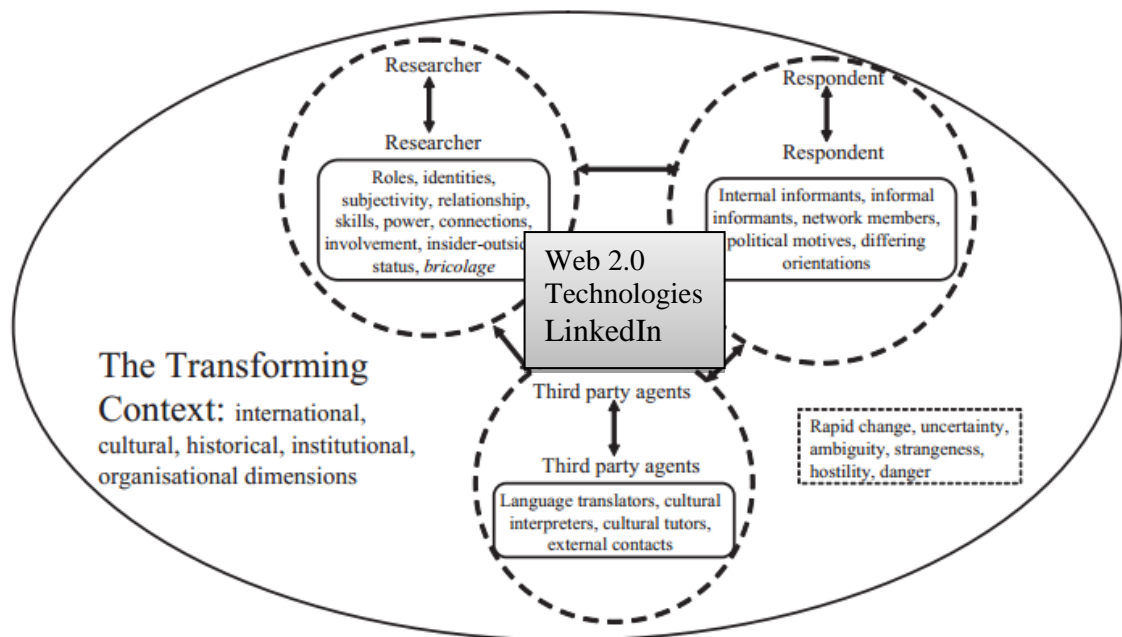 Researcher
Researcher
Roles, identities,
subjectivity, relationship,
skills, power, connections,
involvement, insider-outsid
status, bricolage
Respondent
Respondent
Internal informants, informal
informants, network members,
political motives, differing
orientations
Web 2.0
Technologies
LinkedIn
The Transforming
Context: international,
cultural, historical, institutional,
organisational dimensions
Third party agents
Third party agents
Language translators, cultural
interpreters, cultural tutors,
external contacts
Rapid change, uncertainty,
ambiguity, strangeness,
hostility, danger